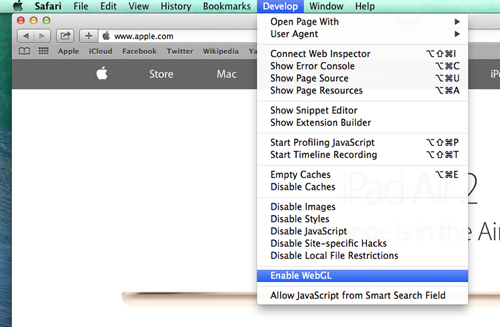 Safari File Edit View History Bookmarks Develop Window Help
www.apple.com
Apple iCloud Facebook Twitter Wikipedia
Store Mac
Open Page With
User Agent
Connect Web Inspector ⌥⇧⌘I
Show Error Console ⌥⌘C
Show Page Source ⌥⌘U
Show Page Resources ⌥⌘A
Show Snippet Editor
Show Extension Builder
Start Profiling JavaScript ⌥⇧⌘P
Start Timeline Recording ⌥⇧⌘T
Empty Caches ⌥⌘E
Disable Caches
Disable Images
Disable Styles
Disable JavaScript
Disable Site-specific Hacks
Disable Local File Restrictions
Enable WebGL
Allow JavaScript from Smart Search Field
iPad Air 2
is in the Air